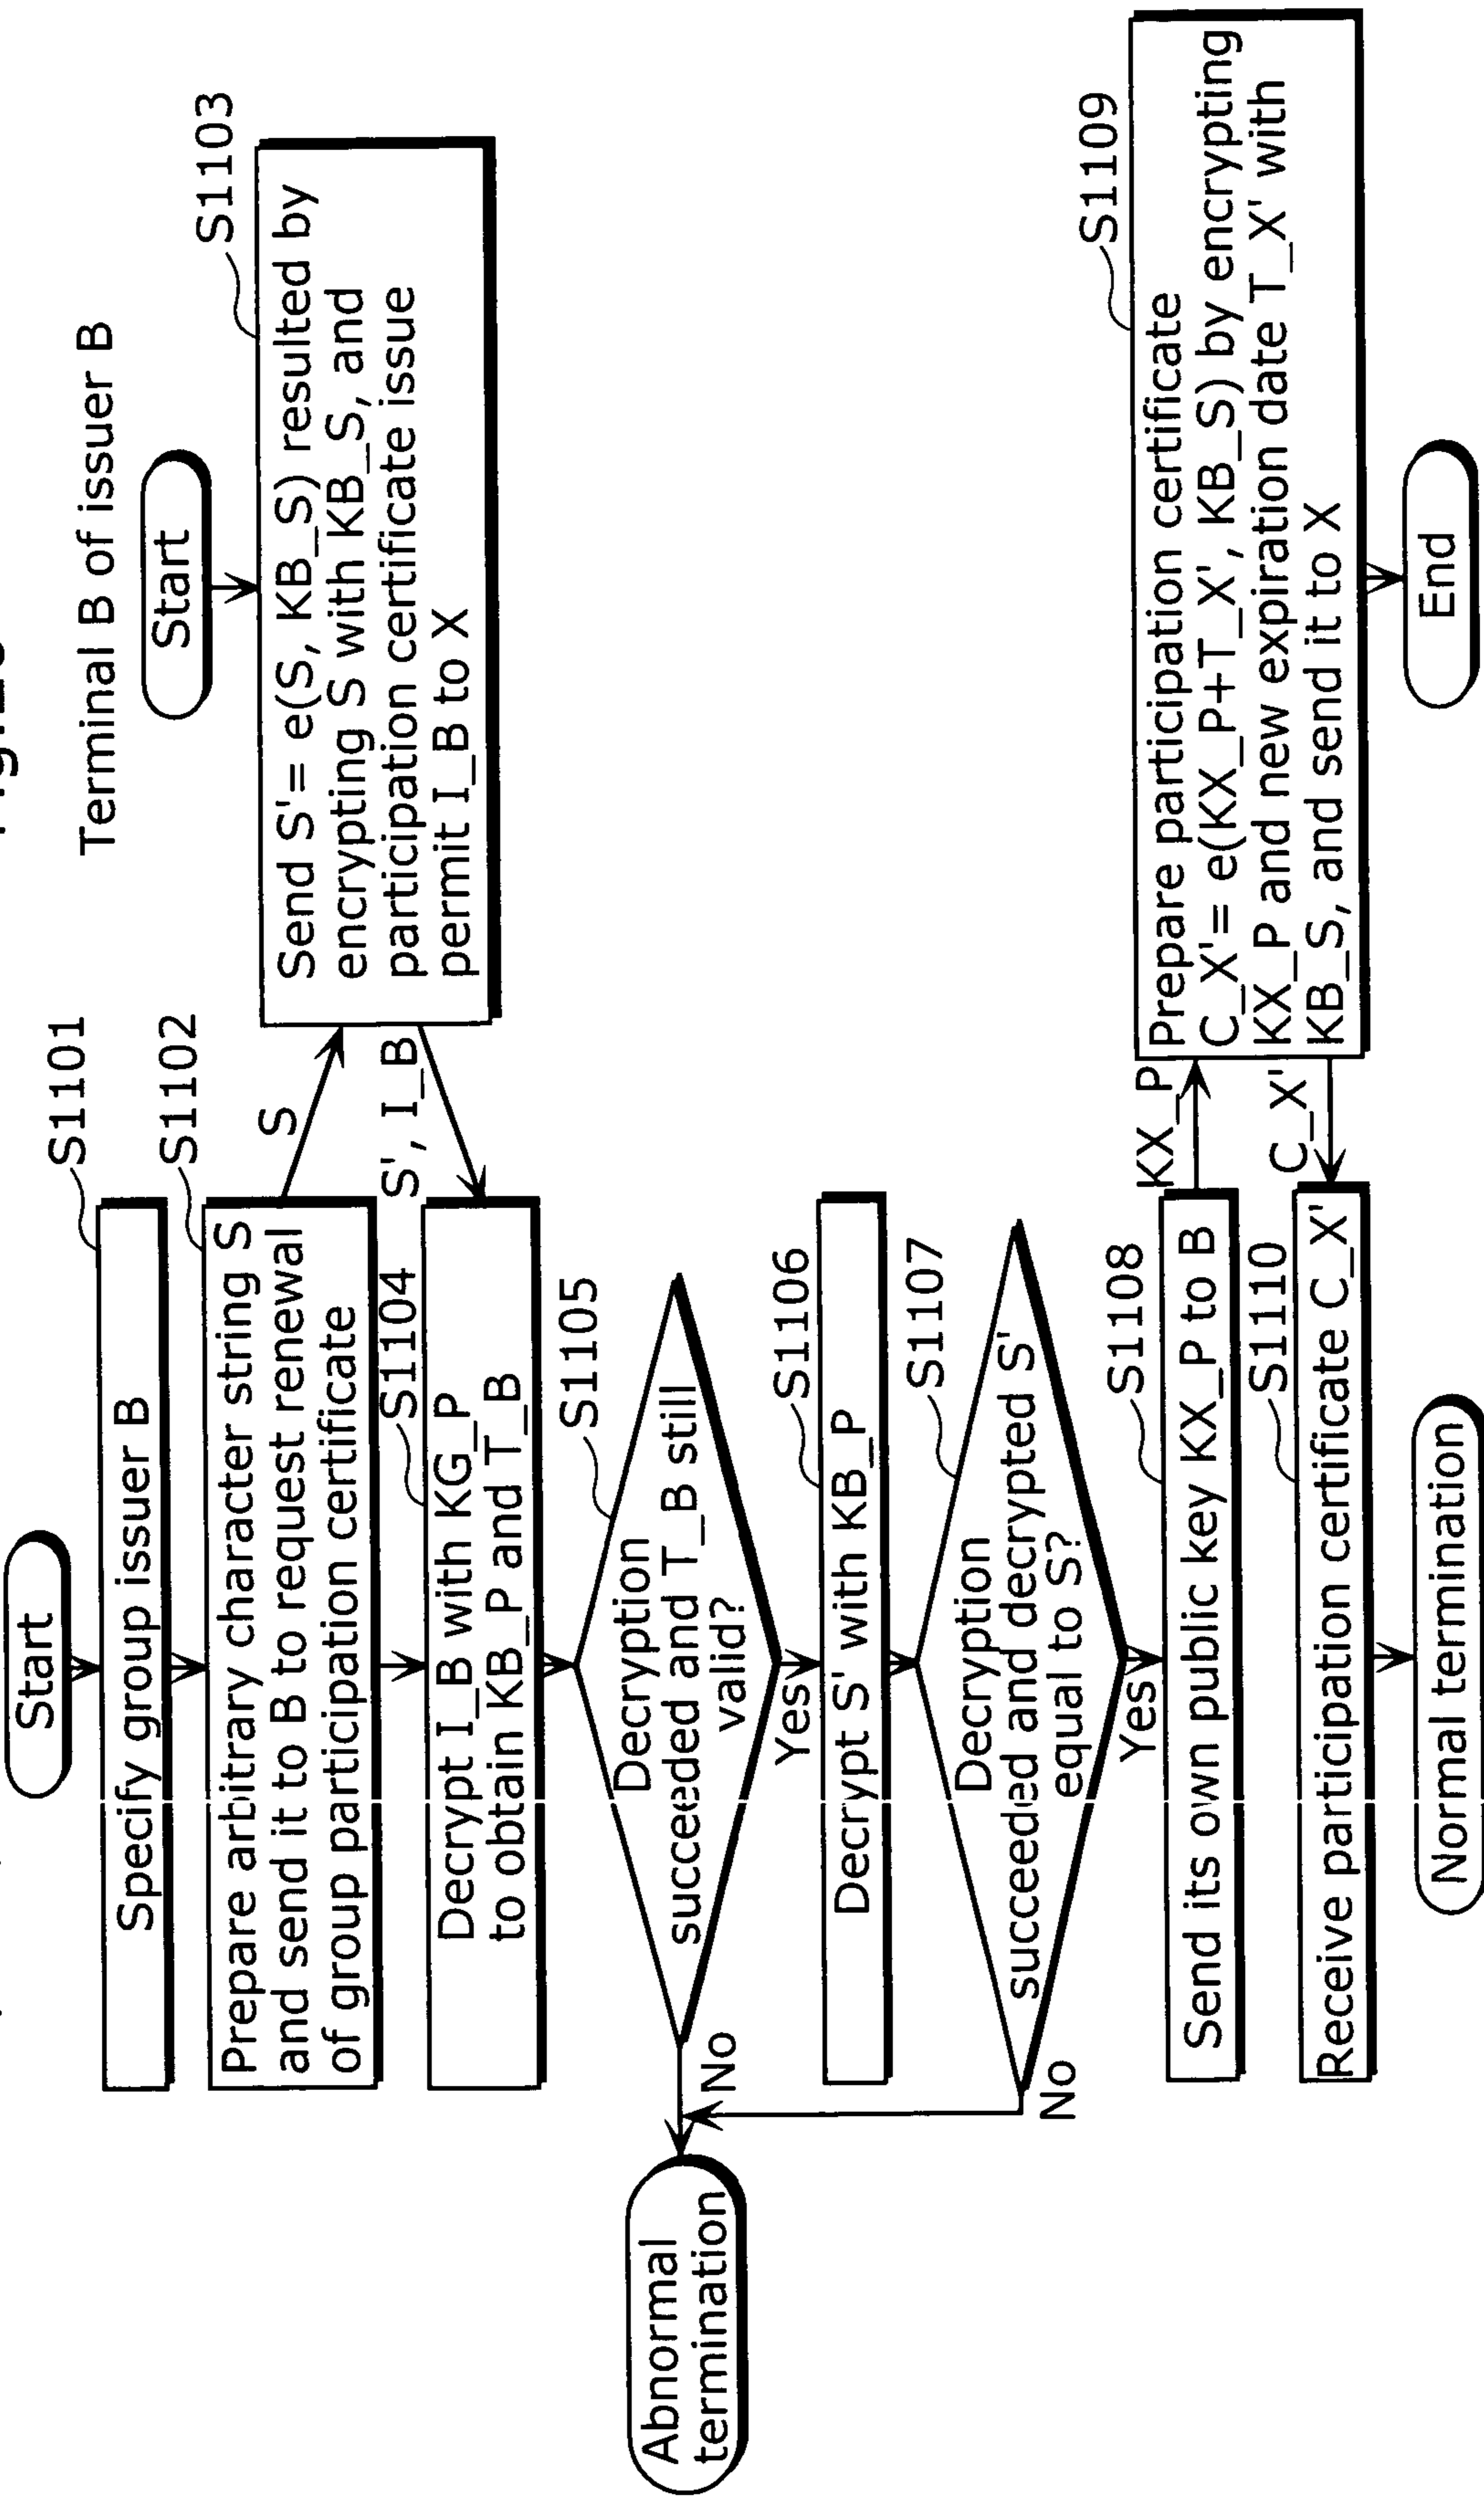 Terminal B of issuer B
Start
S1101
Specify group issuer B
S1102
Prepare arbitrary character string S
and send it to B to request renewal
of group participation certificate
S
Start
S1103
Send S'= e(S, KB_S) resulted by
encrypting S with KB_S, and
participation certificate issue
permit I_B to X
S', I_B
S1104
Decrypt I_B with KG_P
to obtain KB_P and T_B
S1105
Decryption
succeeded and T_B still
valid?
No
Abnormal
termination
Yes
S1106
Decrypt S' with KB_P
S1107
Decryption
succeeded and decrypted S'
equal to S?
No
Yes
S1108
Send its own public key KX_P to B
KX_P
S1109
Prepare participation certificate
C_X'= e(KX_P+T_X', KB_S) by encrypting
KX_P and new expiration date T_X' with
KB_S, and send it to X
C_X'
End
S1110
Receive participation certificate C_X'
Normal termination